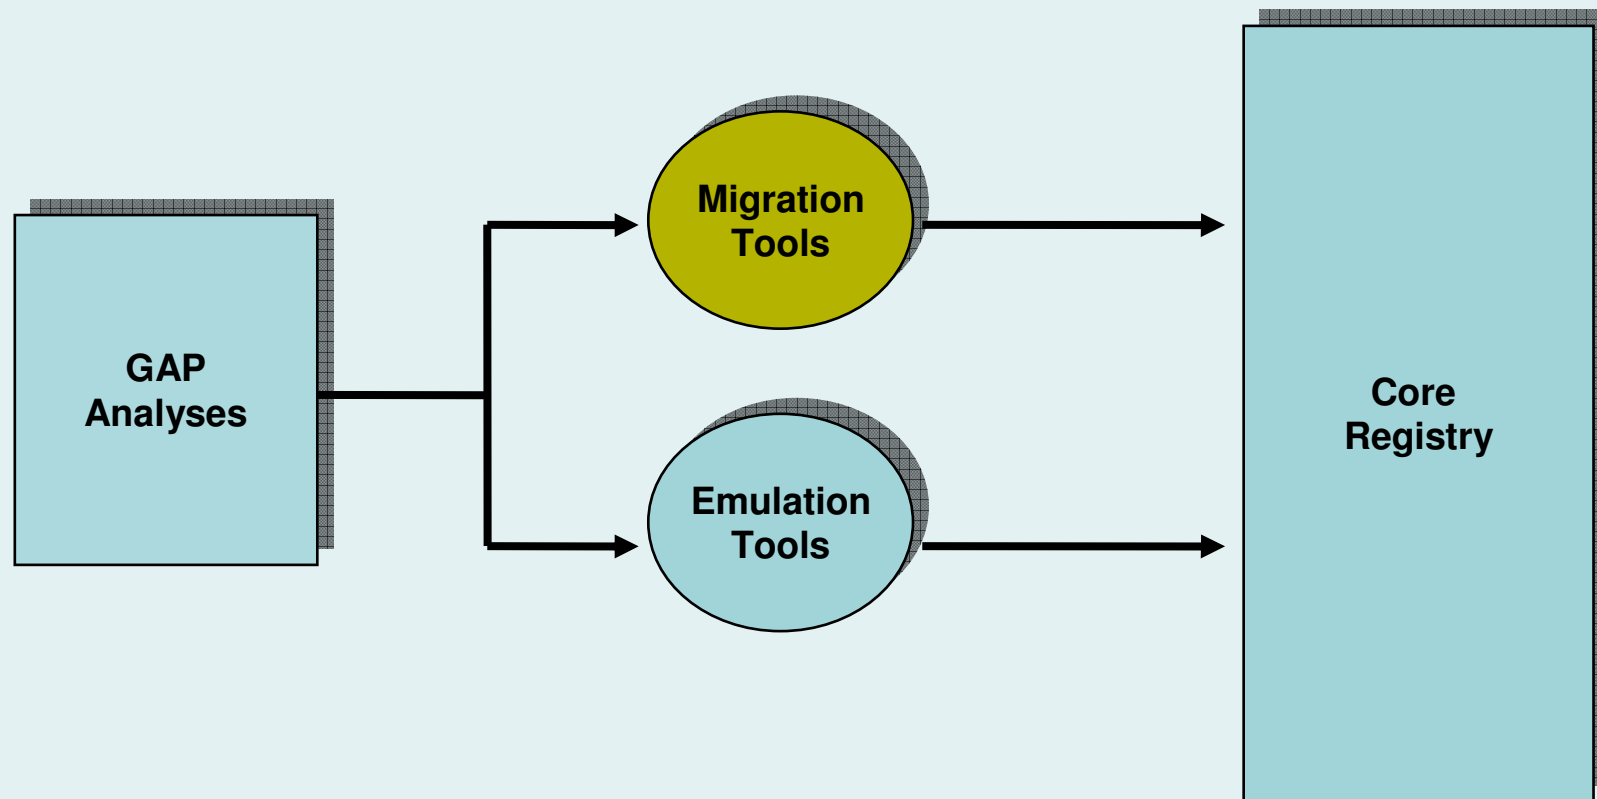 GAP
Analyses
Migration
Tools
Emulation
Tools
Core
Registry